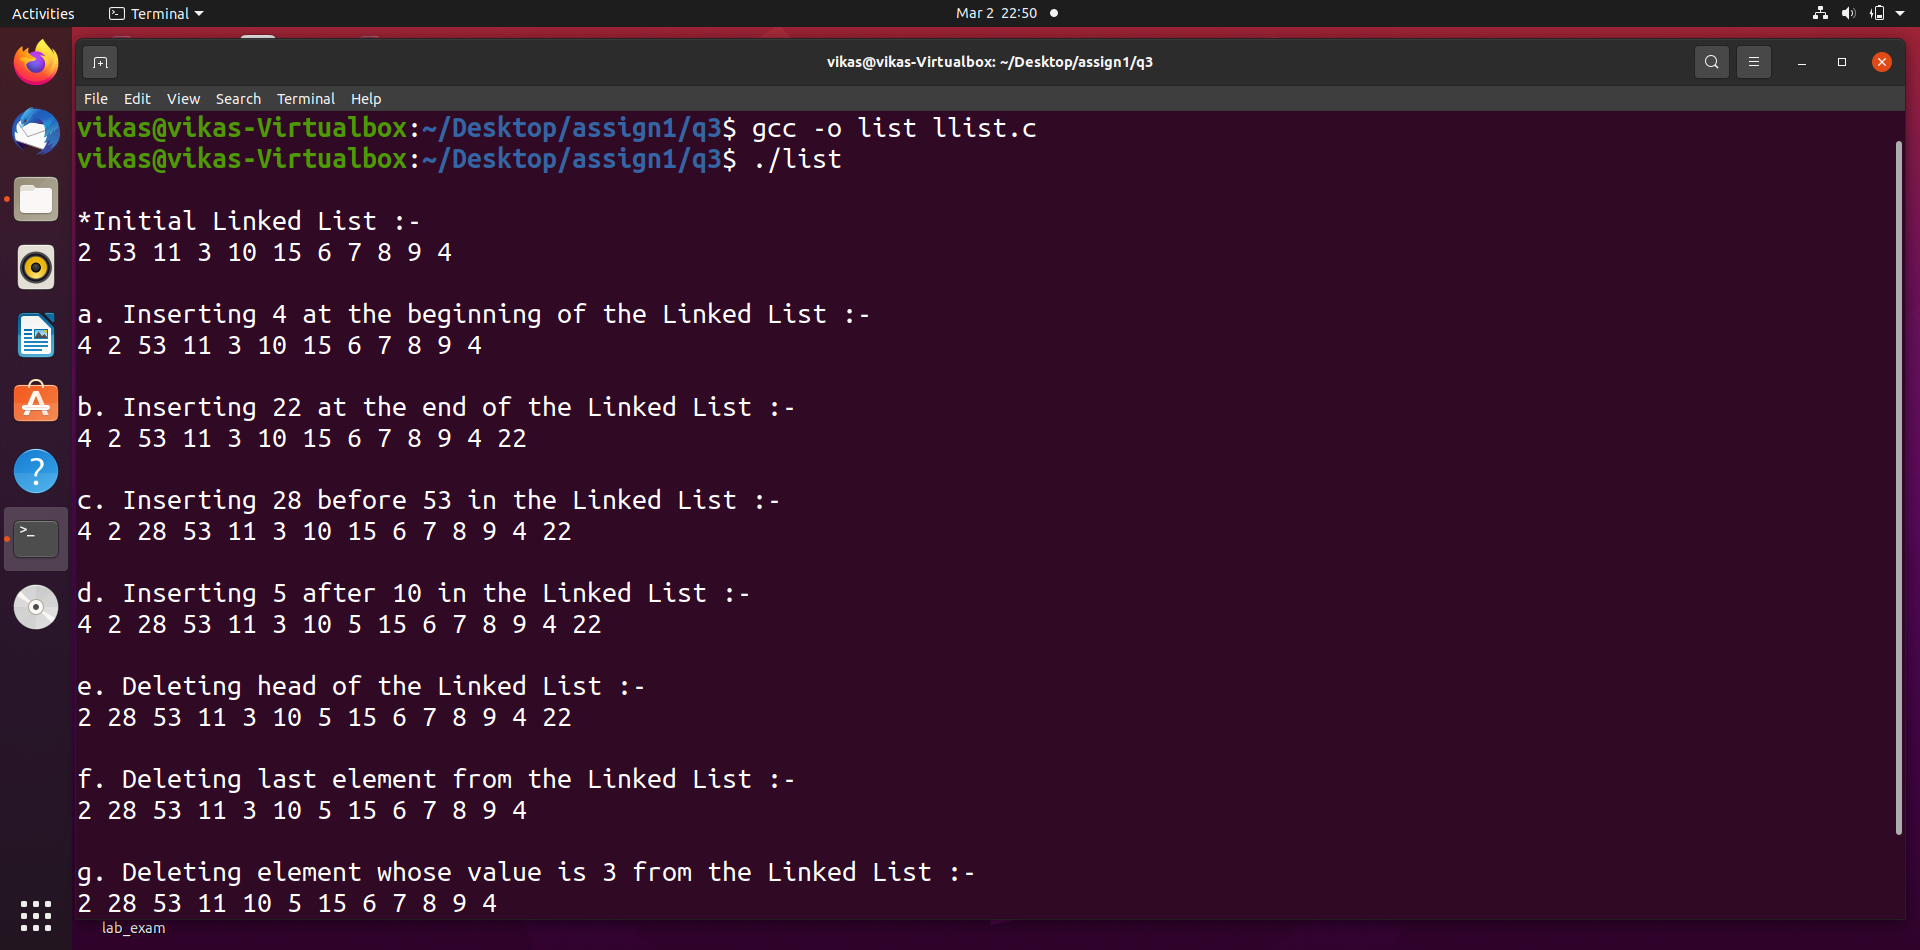 Activities Terminal Mar 2 22:50
vikas@vikas-Virtualbox: ~/Desktop/assign1/q3
File Edit View Search Terminal Help
vikas@vikas-Virtualbox:~/Desktop/assign1/q3$ gcc -o list llist.c
vikas@vikas-Virtualbox:~/Desktop/assign1/q3$ ./list
*Initial Linked List :-
2 53 11 3 10 15 6 7 8 9 4
a. Inserting 4 at the beginning of the Linked List :-
4 2 53 11 3 10 15 6 7 8 9 4
b. Inserting 22 at the end of the Linked List :-
4 2 53 11 3 10 15 6 7 8 9 4 22
c. Inserting 28 before 53 in the Linked List :-
4 2 28 53 11 3 10 15 6 7 8 9 4 22
d. Inserting 5 after 10 in the Linked List :-
4 2 28 53 11 3 10 5 15 6 7 8 9 4 22
e. Deleting head of the Linked List :-
2 28 53 11 3 10 5 15 6 7 8 9 4 22
f. Deleting last element from the Linked List :-
2 28 53 11 3 10 5 15 6 7 8 9 4
g. Deleting element whose value is 3 from the Linked List :-
2 28 53 11 10 5 15 6 7 8 9 4
lab_exam